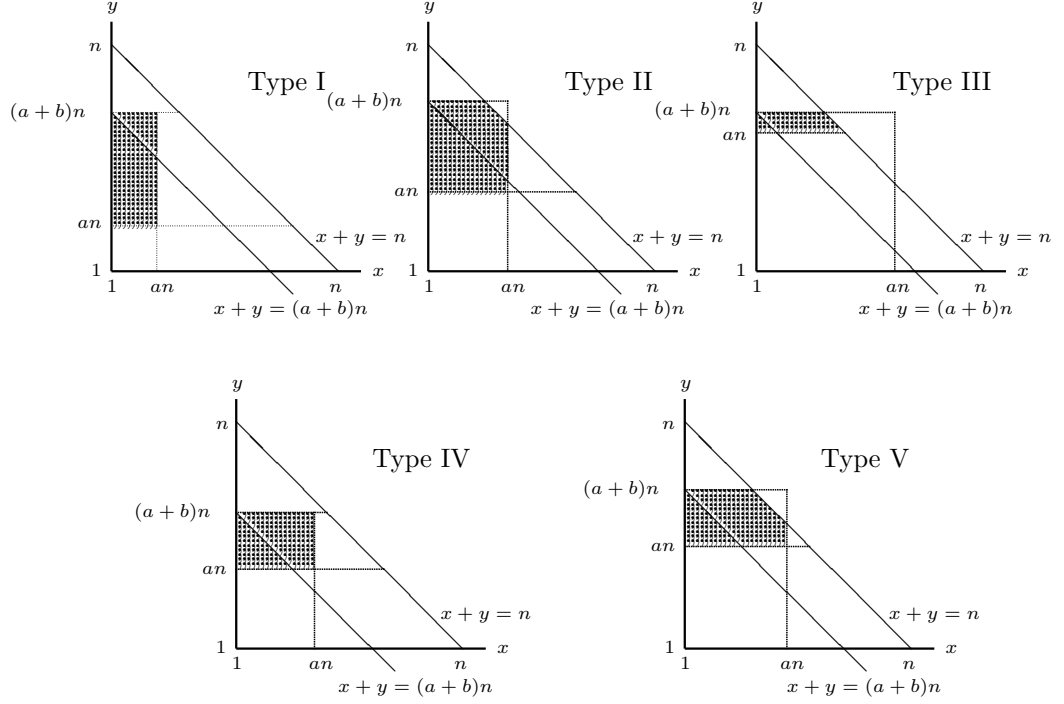 y
n
Type I
(a + b)n
an
x + y = n
1
x
1
an
n
x + y = (a + b)n
y
n
Type II
(a + b)n
an
x + y = n
1
x
1
an
n
x + y = (a + b)n
y
n
Type III
(a + b)n
an
x + y = n
1
x
1
an
n
x + y = (a + b)n
y
n
Type IV
(a + b)n
an
x + y = n
1
x
1
an
n
x + y = (a + b)n
y
n
Type V
(a + b)n
an
x + y = n
1
x
1
an
n
x + y = (a + b)n